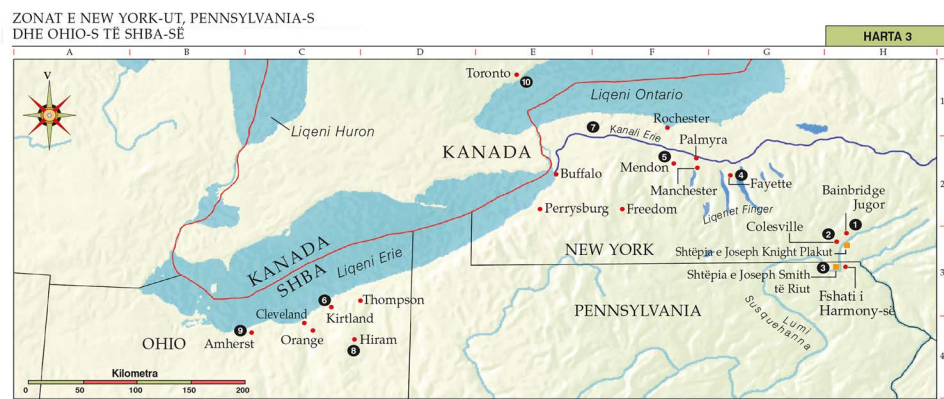 ZONAT E NEW YORK-UT, PENNSYLVANIA-S
DHE OHIO-S TË SHBA-SË
HARTA 3
A B C D E F G H
V
Toronto
10
Liqeni Ontario
1
Liqeni Huron
Rochester
7
Kanali Erie
Palmyra
KANADA
5
Mendon
Buffalo
4
2
Manchester
Fayette
Bainbridge
Jugor
Perrysburg
Freedom
Liqenet Finger
Colesville
2
1
KANADA
SHBA
Liqeni Erie
NEW YORK
Shtëpia e Joseph Knight Plakut
Shtëpia e Joseph Smith
të Riut
3
3
Fshati i
Harmony-së
6
Thompson
Kirtland
PENNSYLVANIA
Lumi
Susquehanna
Cleveland
9
Amherst
Orange
Hiram
8
OHIO
Kilometra
0 50 100 150 200
4